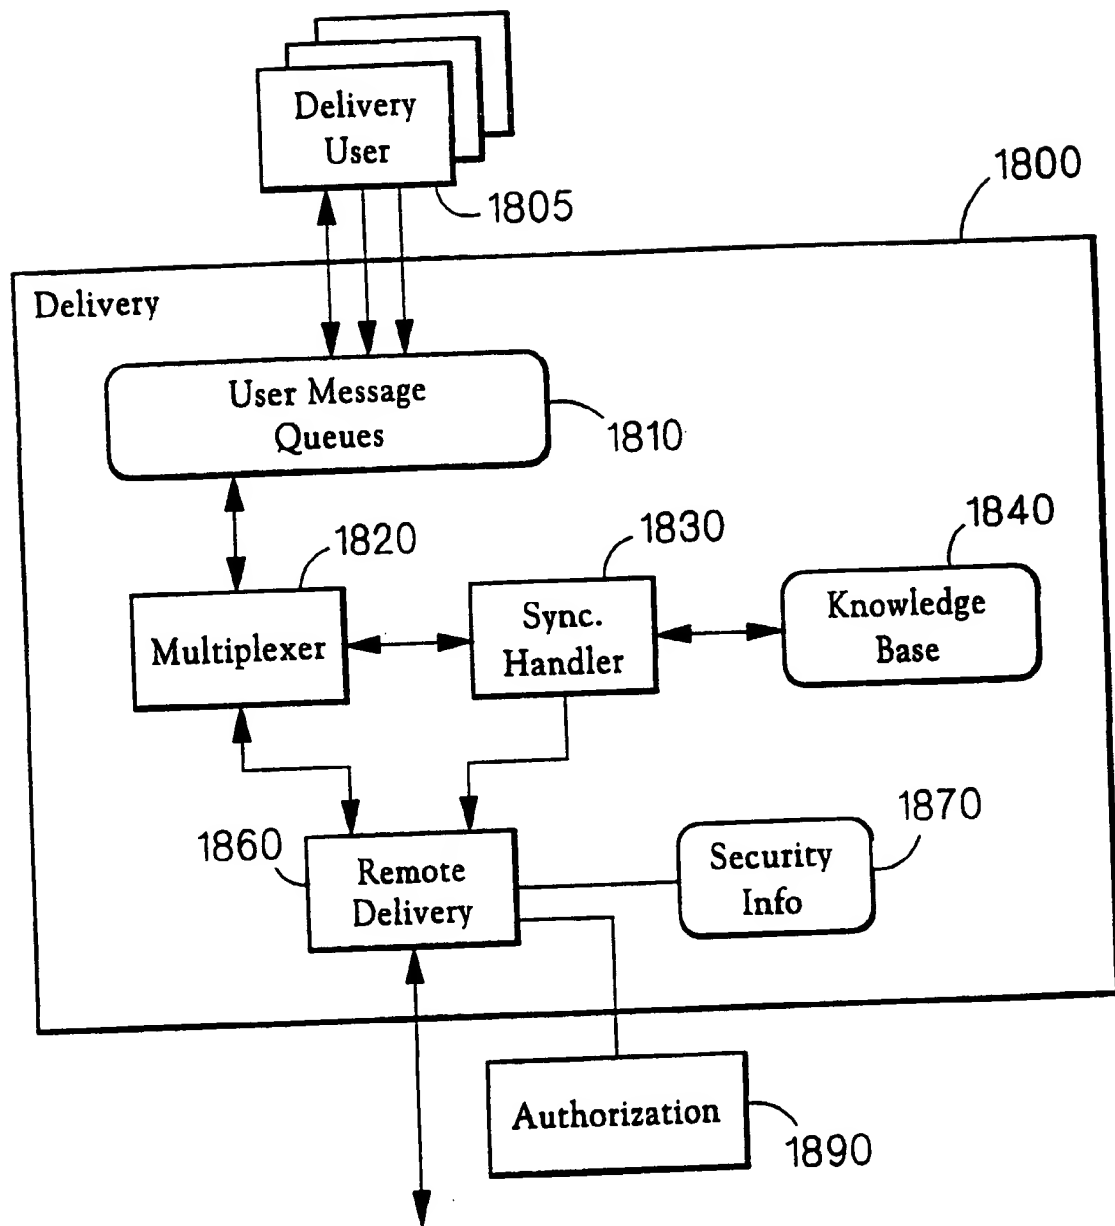 Delivery
User
1805
1800
Delivery
User Message
Queues
1810
1820
1830
1840
Multiplexer
Sync.
Handler
Knowledge
Base
1860
1870
Remote
Delivery
Security
Info
Authorization
1890